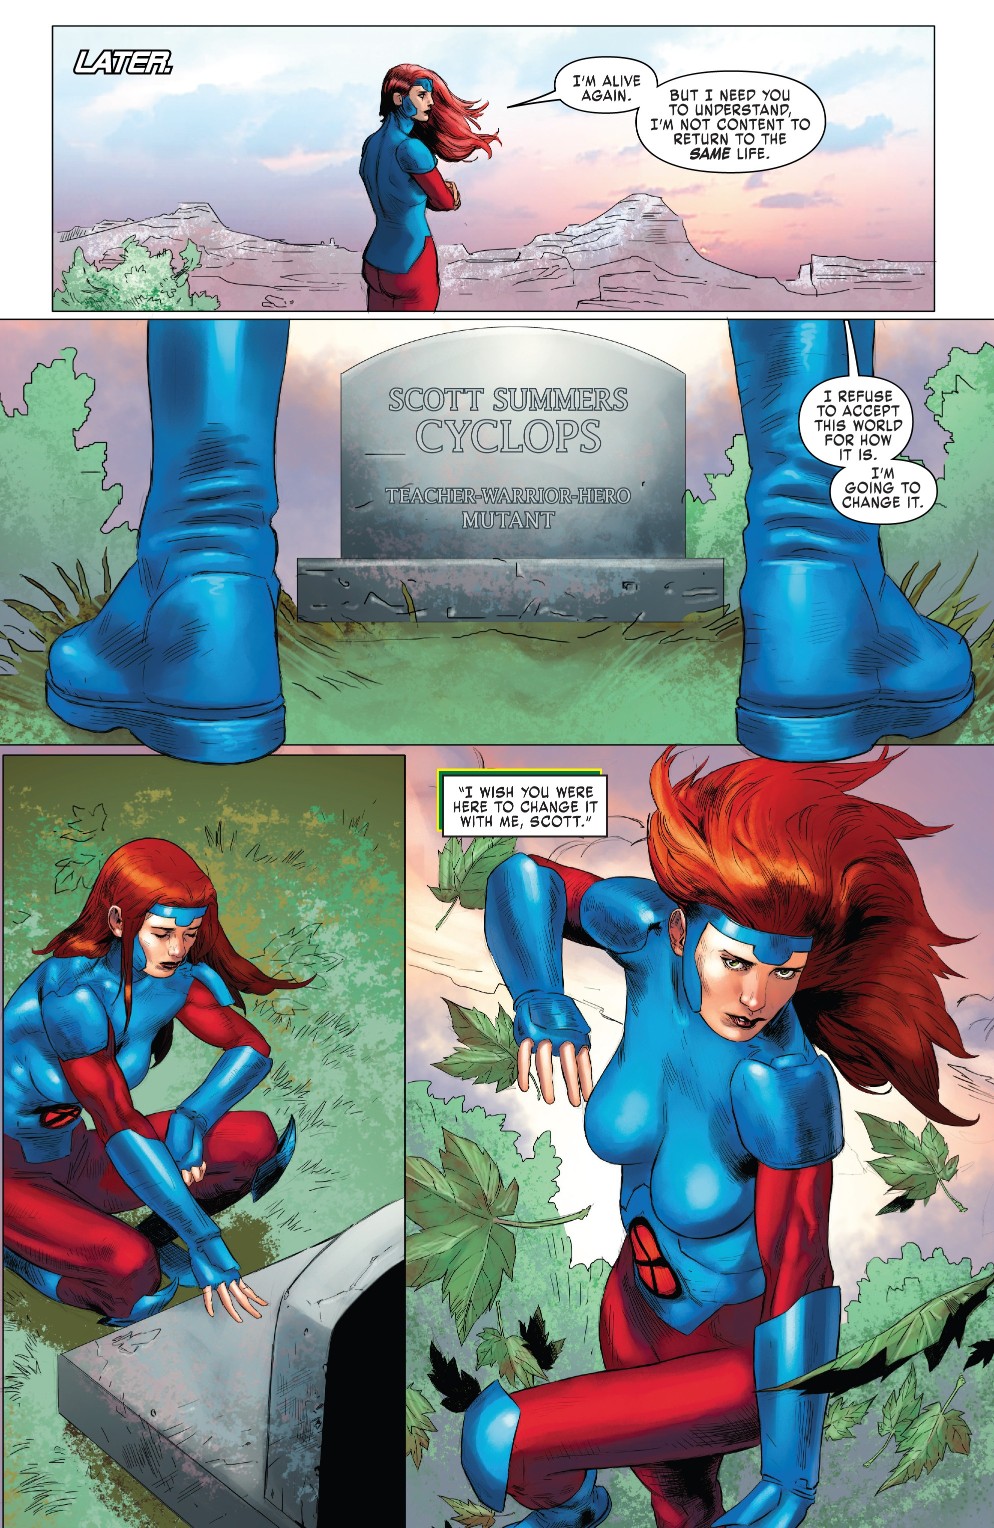 LATER.
I'M ALIVE
AGAIN.
BUT I NEED YOU
TO UNDERSTAND,
I'M NOT CONTENT TO
RETURN TO THE
SAME LIFE.
SCOTT SUMMERS
CYCLOPS
TEACHER-WARRIOR-HERO
MUTANT
I REFUSE
TO ACCEPT
THIS WORLD
FOR HOW
IT IS.
I'M
GOING TO
CHANGE IT.
"I WISH YOU WERE
HERE TO CHANGE IT
WITH ME, SCOTT."